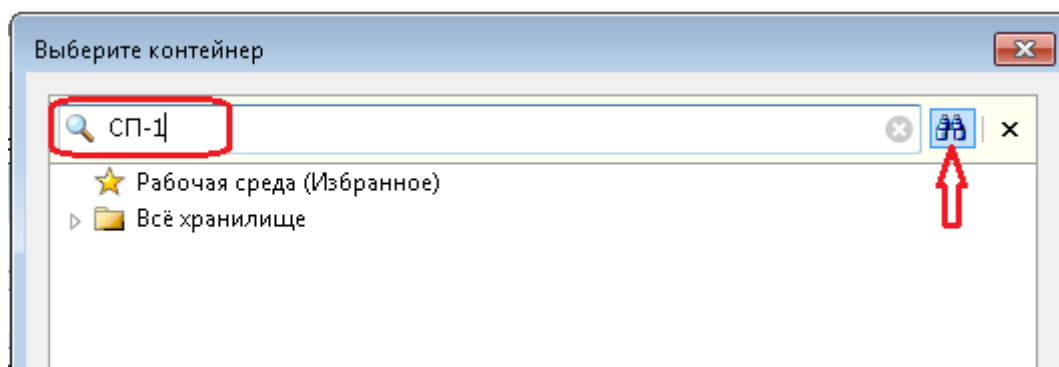 Выберите контейнер
СП-1
Рабочая среда (Избранное)
Всё хранилище